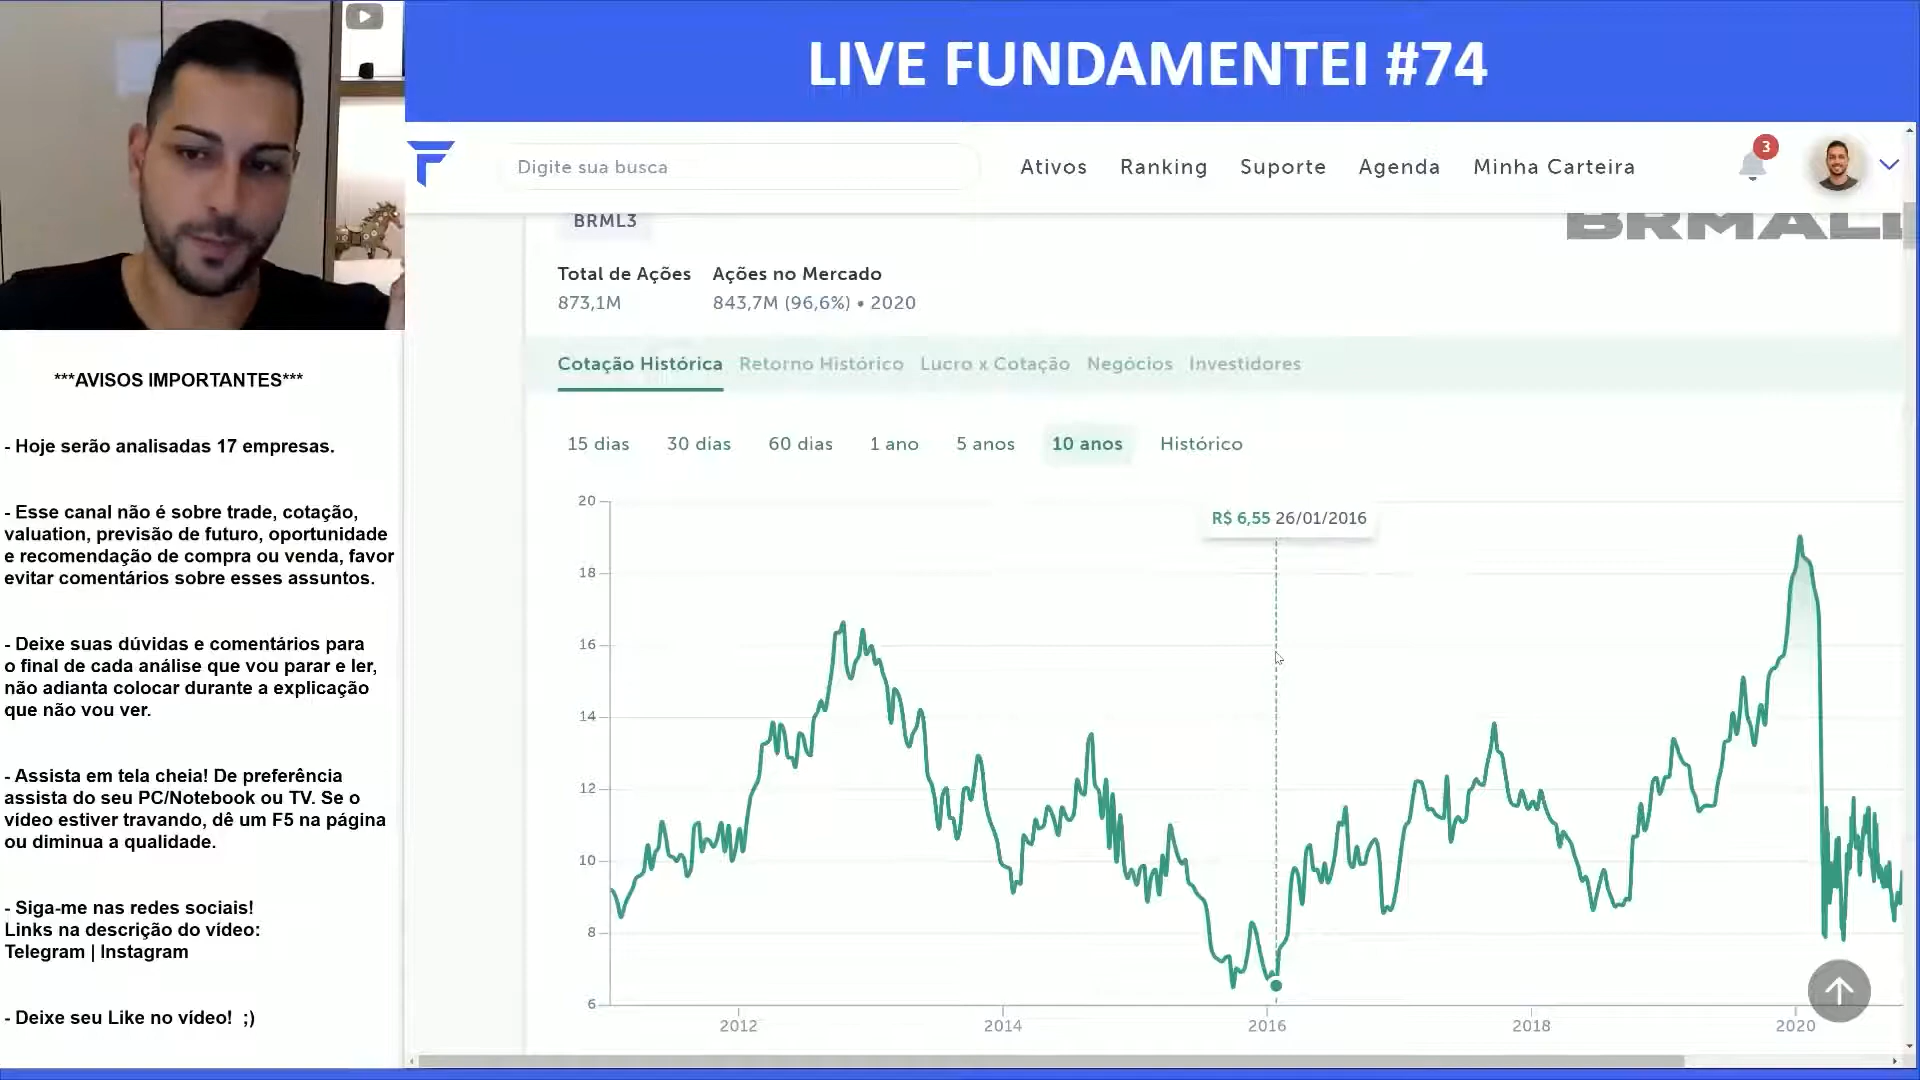 LIVE FUNDAMENTEI #74
Digite sua busca
Ativos
Ranking
Suporte
Agenda
Minha Carteira
3
BRML3
BRMALL
Total de Ações
Ações no Mercado
873,1M
843,7M (96,6%) • 2020
Cotação Histórica
Retorno Histórico
Lucro x Cotação
Negócios
Investidores
15 dias
30 dias
60 dias
1 ano
5 anos
10 anos
Histórico
R$ 6,55 26/01/2016
20
18
16
14
12
10
8
6
2012
2014
2016
2018
2020
***AVISOS IMPORTANTES***
- Hoje serão analisadas 17 empresas.
- Esse canal não é sobre trade, cotação,
valuation, previsão de futuro, oportunidade
e recomendação de compra ou venda, favor
evitar comentários sobre esses assuntos.
- Deixe suas dúvidas e comentários para
o final de cada análise que vou parar e ler,
não adianta colocar durante a explicação
que não vou ver.
- Assista em tela cheia! De preferência
assista do seu PC/Notebook ou TV. Se o
vídeo estiver travando, dê um F5 na página
ou diminua a qualidade.
- Siga-me nas redes sociais!
Links na descrição do vídeo:
Telegram | Instagram
- Deixe seu Like no vídeo! ;)